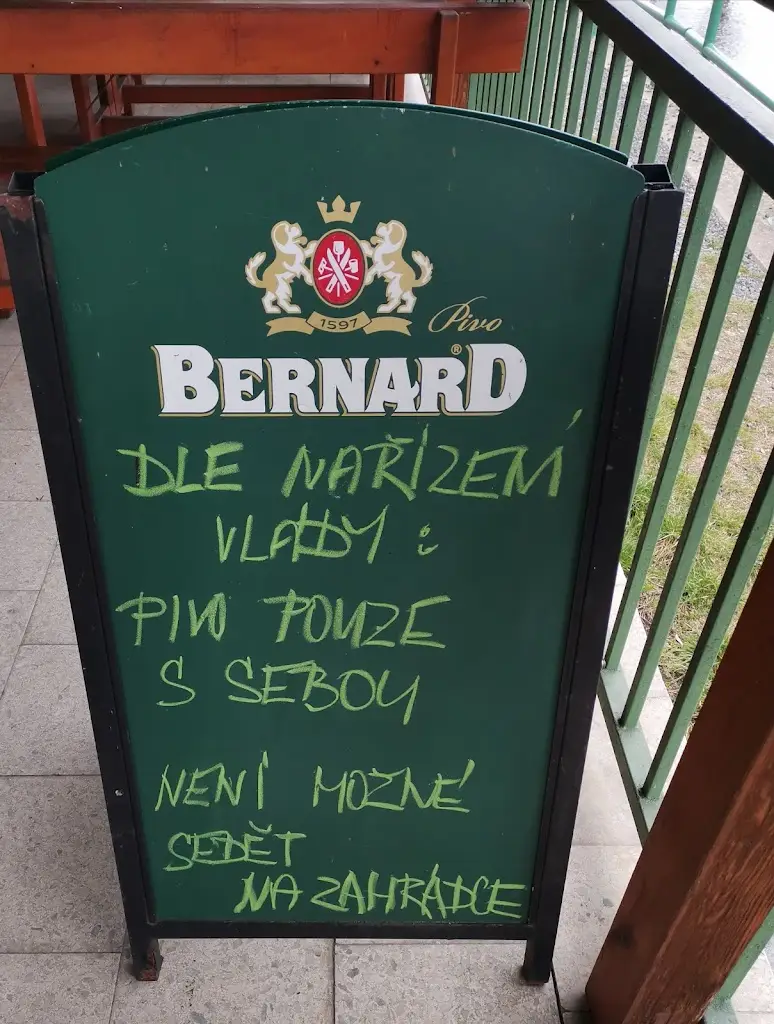 1597
Pivo
BERNARD®
DLE NAŘÍZENÍ
VLÁDY :
PIVO POUZE
S SEBOU
NENÍ MOŽNÉ
SEDĚT
NA ZAHRÁDCE